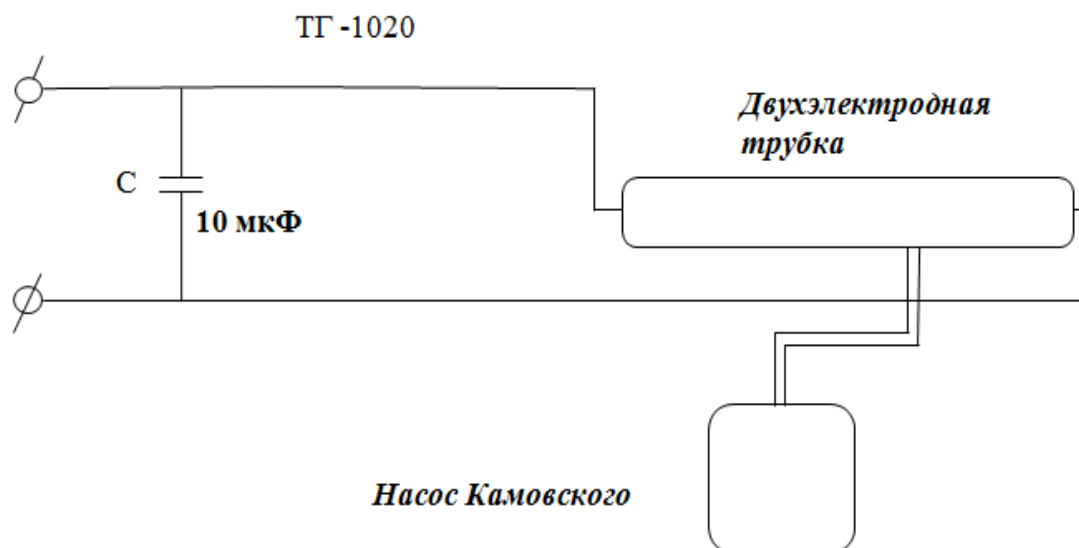 ТГ -1020
Двухэлектродная
трубка
С
10 мкФ
Насос Камовского